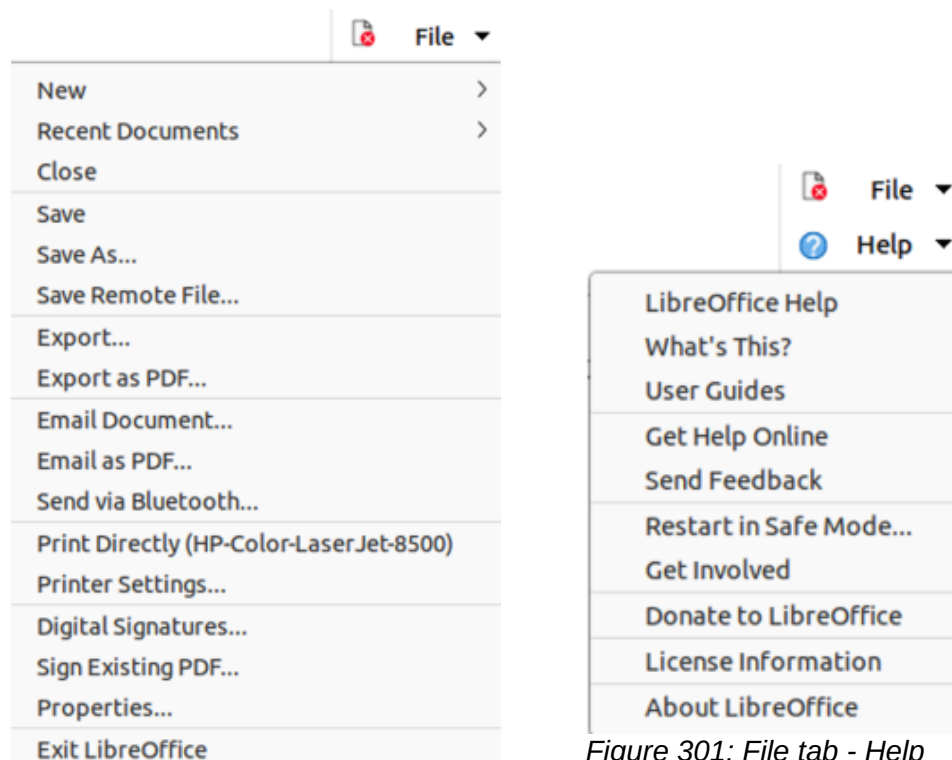 File
New
Recent Documents
Close
Save
Save As...
Save Remote File...
Export...
Export as PDF...
Email Document...
Email as PDF...
Send via Bluetooth...
Print Directly (HP-Color-LaserJet-8500)
Printer Settings...
Digital Signatures...
Sign Existing PDF...
Properties...
Exit LibreOffice
File
Help
LibreOffice Help
What's This?
User Guides
Get Help Online
Send Feedback
Restart in Safe Mode...
Get Involved
Donate to LibreOffice
License Information
About LibreOffice
Figure 301: File tab - Help